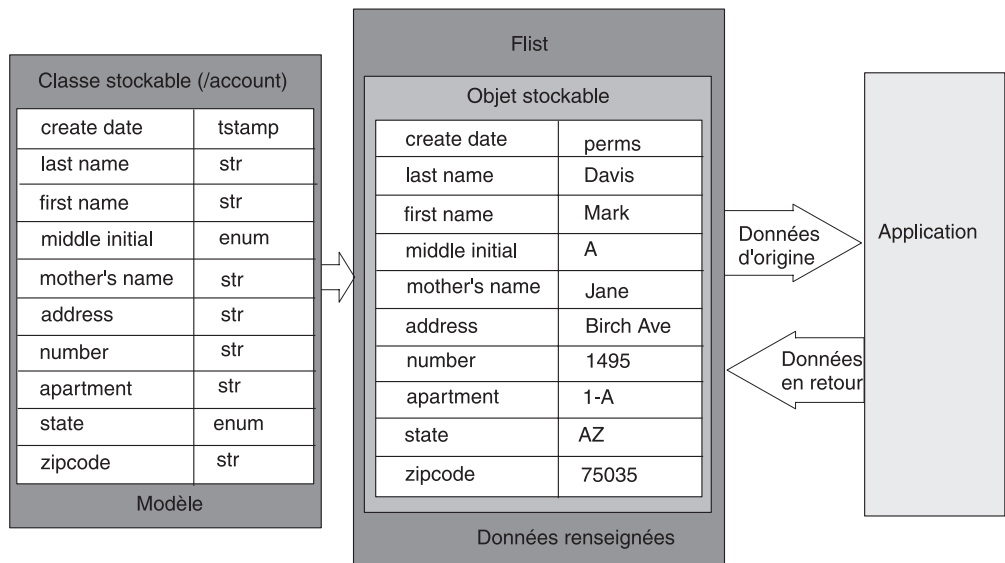 Classe stockable (/account)
create date tstamp
last name str
first name str
middle initial enum
mother's name str
address str
number str
apartment str
state enum
zipcode str
Modèle
Flist
Objet stockable
create date perms
last name Davis
first name Mark
middle initial A
mother's name Jane
address Birch Ave
number 1495
apartment 1-A
state AZ
zipcode 75035
Données renseignées
Données
d'origine
Données
en retour
Application